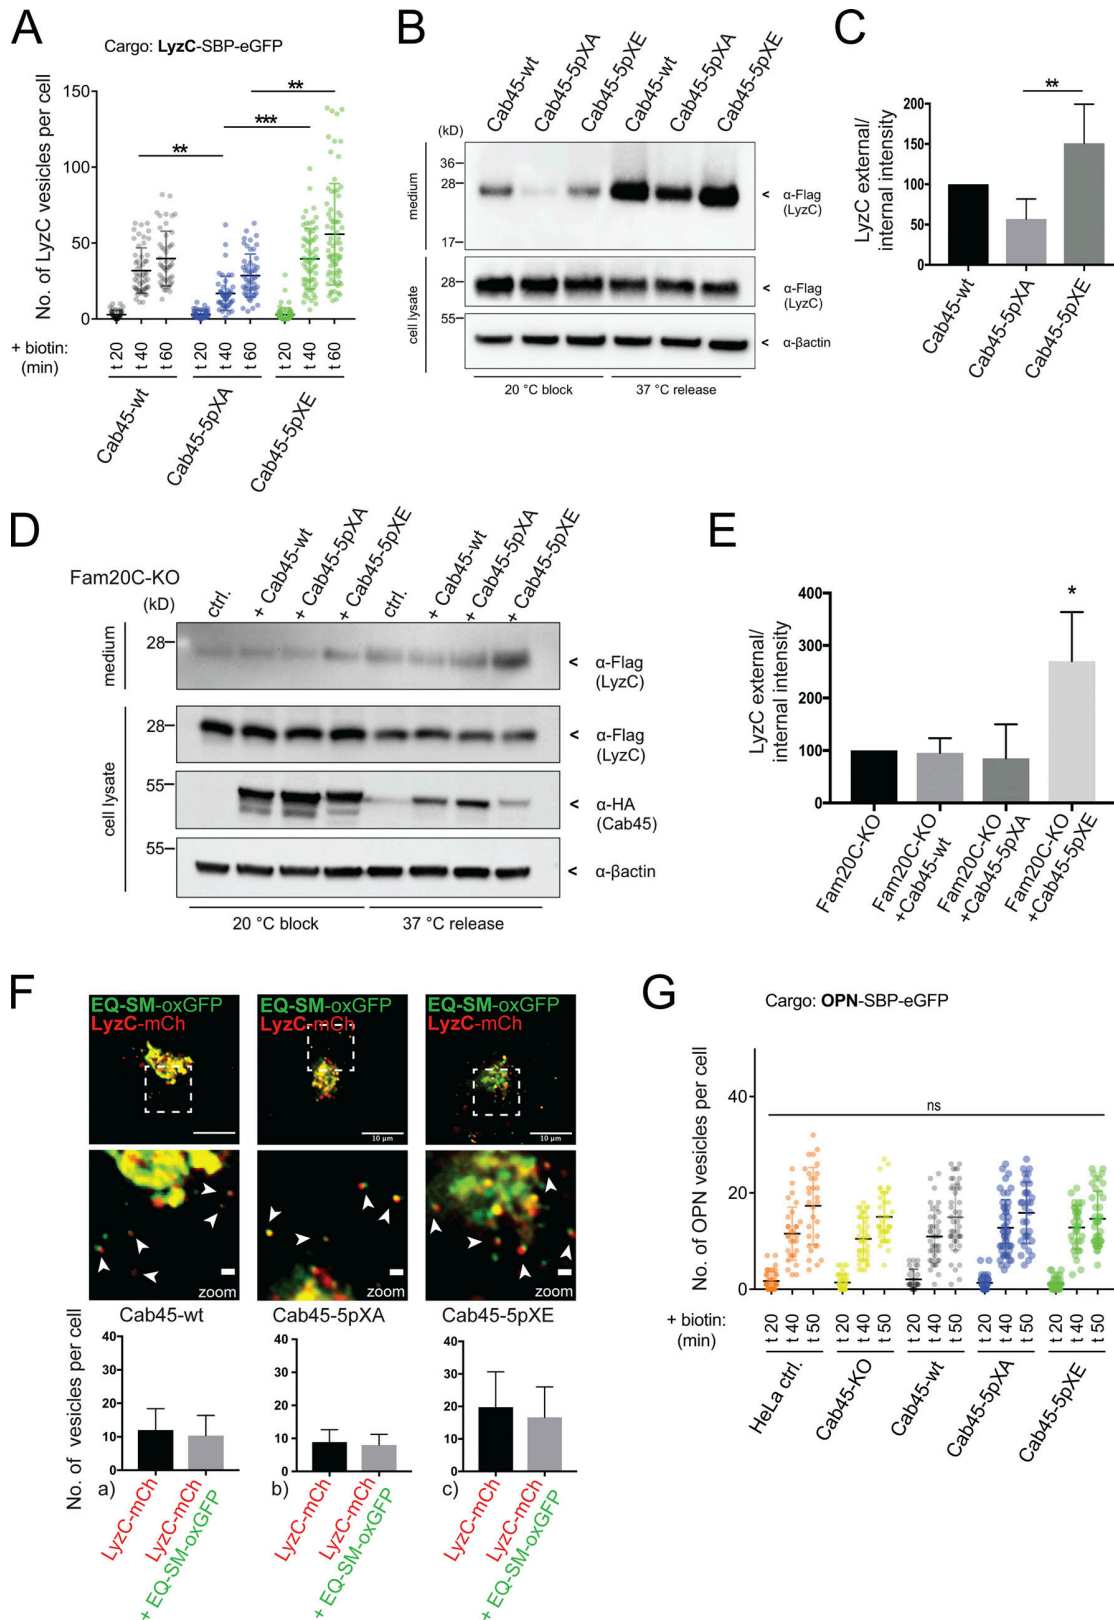 A
Cargo: LyzC-SBP-eGFP
No. of LyzC vesicles per cell
150
100
50
0
**
***
**
+ biotin:
(min)
t 20
t 40
t 60
t 20
t 40
t 60
t 20
t 40
t 60
Cab45-wt
Cab45-5pXA
Cab45-5pXE
B
Cab45-wt
Cab45-5pXA
Cab45-5pXE
Cab45-wt
Cab45-5pXA
Cab45-5pXE
(kD)
medium
36
28
17
< α-Flag
(LyzC)
cell lysate
28
< α-Flag
(LyzC)
55
< α-βactin
20 °C block
37 °C release
C
LyzC external/
internal intensity
200
150
100
50
0
**
Cab45-wt
Cab45-5pXA
Cab45-5pXE
D
Fam20C-KO
(kD)
ctrl.
+ Cab45-wt
+ Cab45-5pXA
+ Cab45-5pXE
ctrl.
+ Cab45-wt
+ Cab45-5pXA
+ Cab45-5pXE
medium
28
< α-Flag
(LyzC)
cell lysate
28
< α-Flag
(LyzC)
55
< α-HA
(Cab45)
55
< α-βactin
20 °C block
37 °C release
E
LyzC external/
internal intensity
400
300
200
100
0
*
Fam20C-KO
Fam20C-KO
+Cab45-wt
Fam20C-KO
+Cab45-5pXA
Fam20C-KO
+Cab45-5pXE
F
EQ-SM-oxGFP
LyzC-mCh
EQ-SM-oxGFP
LyzC-mCh
10 µm
EQ-SM-oxGFP
LyzC-mCh
10 µm
zoom
zoom
zoom
Cab45-wt
Cab45-5pXA
Cab45-5pXE
No. of vesicles per cell
40
30
20
10
0
40
30
20
10
0
40
30
20
10
0
a)
LyzC-mCh
LyzC-mCh
+ EQ-SM-oxGFP
b)
LyzC-mCh
LyzC-mCh
+ EQ-SM-oxGFP
c)
LyzC-mCh
LyzC-mCh
+ EQ-SM-oxGFP
G
Cargo: OPN-SBP-eGFP
No. of OPN vesicles per cell
40
20
0
ns
+ biotin:
(min)
t 20
t 40
t 50
t 20
t 40
t 50
t 20
t 40
t 50
t 20
t 40
t 50
t 20
t 40
t 50
HeLa ctrl.
Cab45-KO
Cab45-wt
Cab45-5pXA
Cab45-5pXE